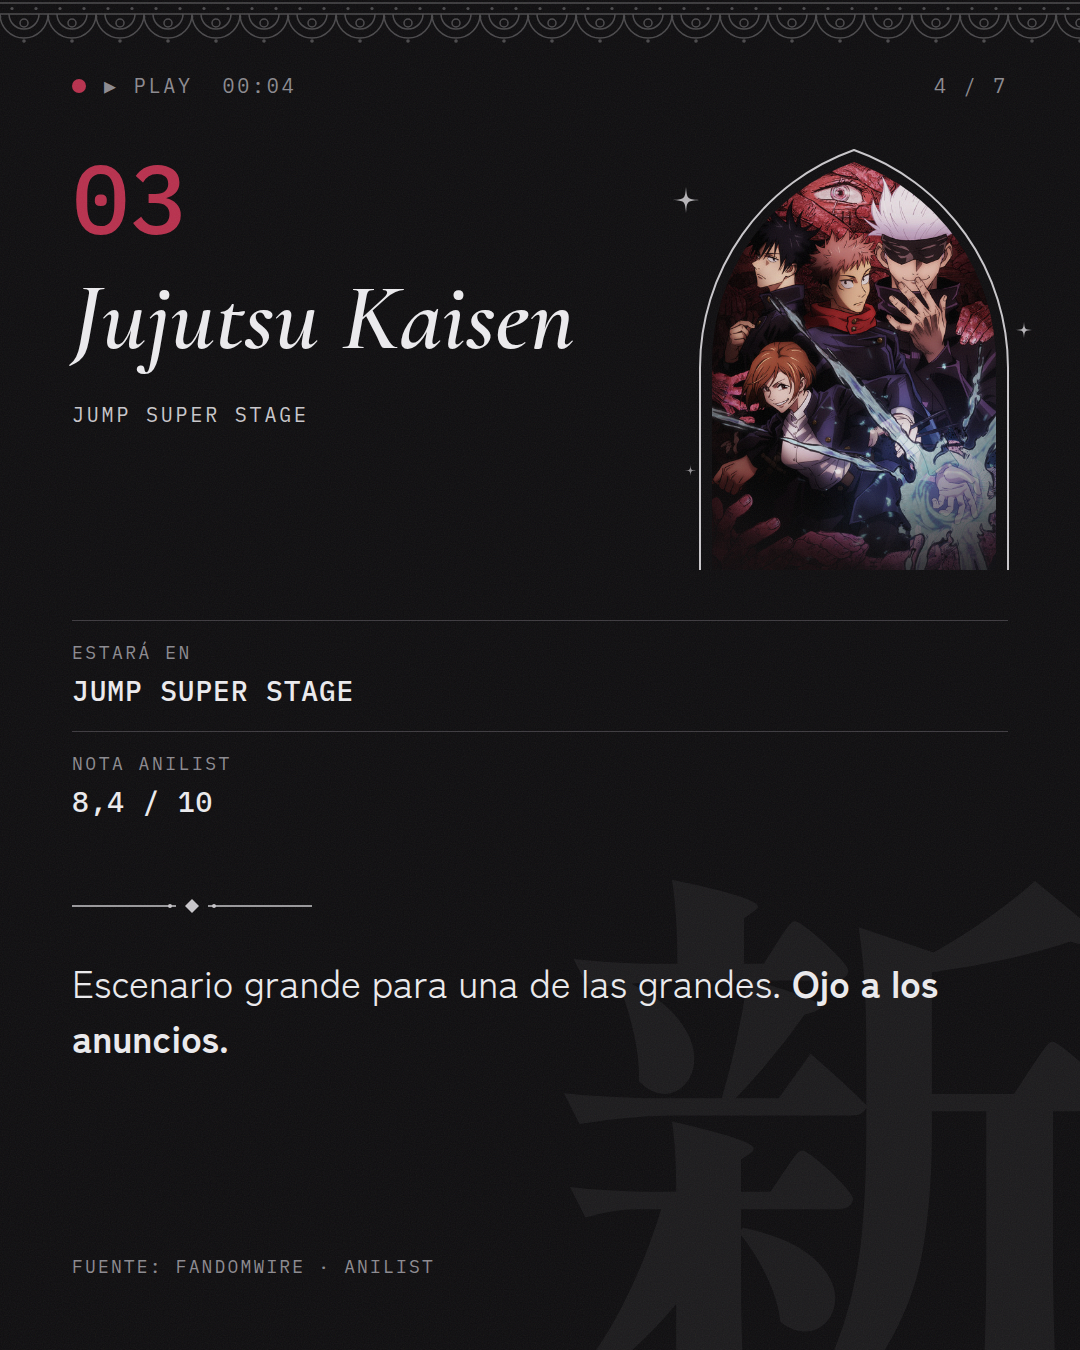 ▶ PLAY 00:04
4 / 7
03
Jujutsu Kaisen
JUMP SUPER STAGE
ESTARÁ EN
JUMP SUPER STAGE
NOTA ANILIST
8,4 / 10
Escenario grande para una de las grandes. Ojo a los
anuncios.
新
FUENTE: FANDOMWIRE · ANILIST